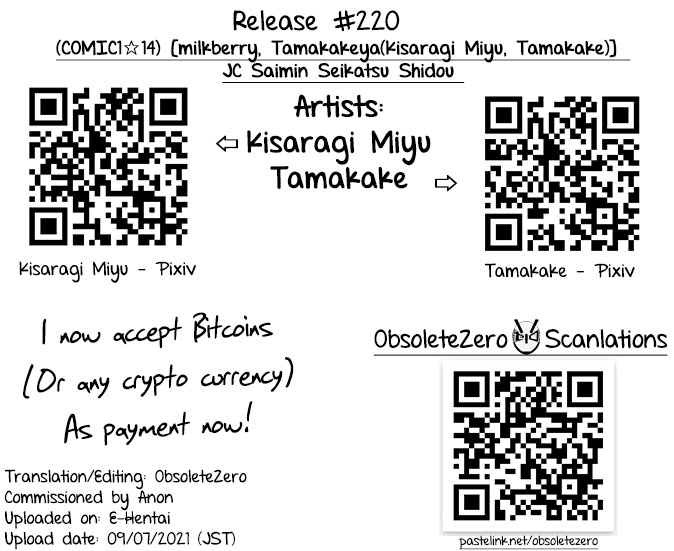 Release #220
(COMIC1☆14) [milkberry, Tamakakeya(Kisaragi Miyu, Tamakake)]
JC Saimin Seikatsu Shidou
Artists:
⇦ Kisaragi Miyu
Tamakake ⇨
Kisaragi Miyu - Pixiv
Tamakake - Pixiv
I now accept Bitcoins
(Or any crypto currency)
As payment now!
ObsoleteZero Scanlations
Translation/Editing: ObsoleteZero
Commissioned by Anon
Uploaded on: E-Hentai
Upload date: 09/07/2021 (JST)
pastelink.net/obsoletezero